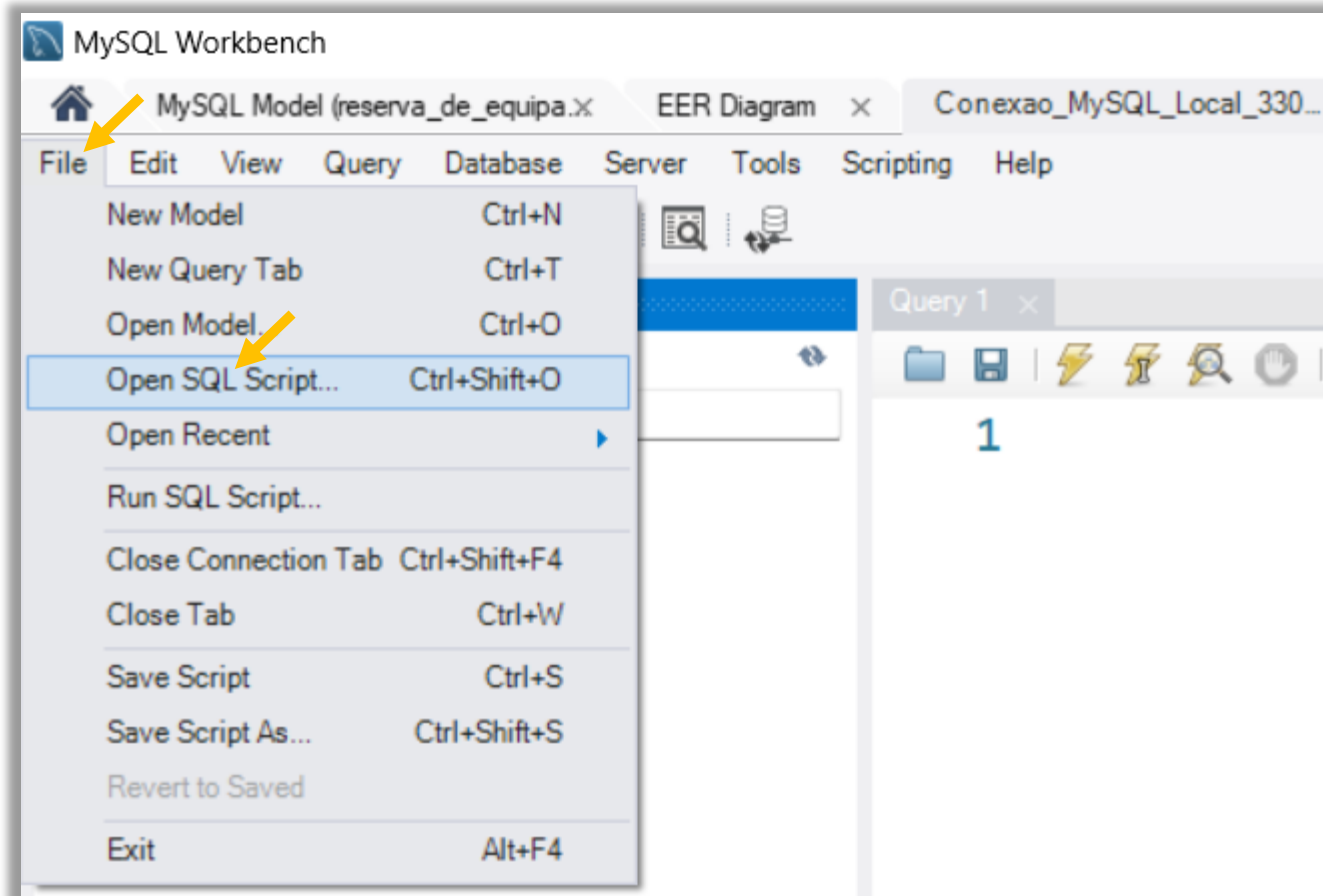 MySQL Workbench
MySQL Model (reserva_de_equipa.× EER Diagram × Conexao_MySQL_Local_330...
File Edit View Query Database Server Tools Scripting Help
New Model Ctrl+N
New Query Tab Ctrl+T
Query 1 ×
Open Model... Ctrl+O
Open SQL Script... Ctrl+Shift+O
Open Recent
1
Run SQL Script...
Close Connection Tab Ctrl+Shift+F4
Close Tab Ctrl+W
Save Script Ctrl+S
Save Script As... Ctrl+Shift+S
Revert to Saved
Exit Alt+F4